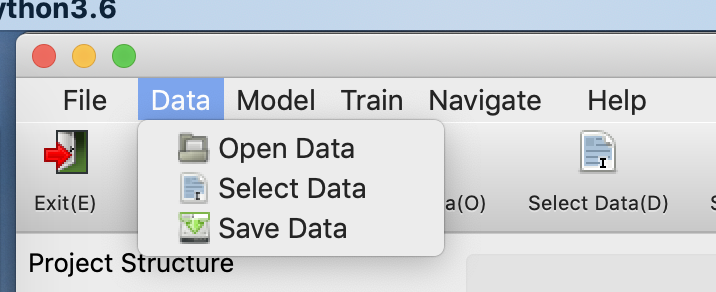 ython3.6
File Data Model Train Navigate Help
Open Data
Select Data
Save Data
Exit(E) a(O) Select Data(D)
Project Structure